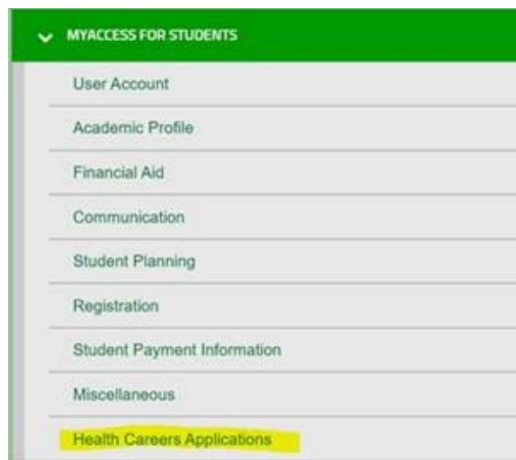 MYACCESS FOR STUDENTS
User Account
Academic Profile
Financial Aid
Communication
Student Planning
Registration
Student Payment Information
Miscellaneous
Health Careers Applications